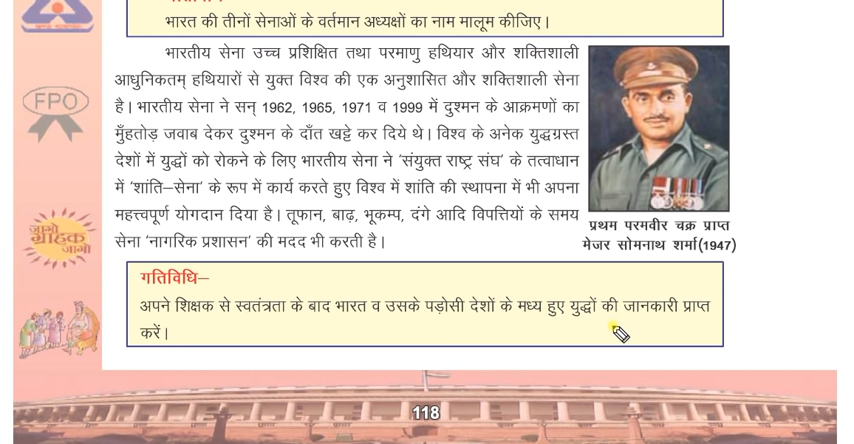 भारत की तीनों सेनाओं के वर्तमान अध्यक्षों का नाम मालूम कीजिए।
भारतीय सेना उच्च प्रशिक्षित तथा परमाणु हथियार और शक्तिशाली
आधुनिकतम् हथियारों से युक्त विश्व की एक अनुशासित और शक्तिशाली सेना
है। भारतीय सेना ने सन् 1962, 1965, 1971 व 1999 में दुश्मन के आक्रमणों का
मुँहतोड़ जवाब देकर दुश्मन के दाँत खट्टे कर दिये थे। विश्व के अनेक युद्धग्रस्त
देशों में युद्धों को रोकने के लिए भारतीय सेना ने ‘संयुक्त राष्ट्र संघ’ के तत्वाधान
में ‘शांति–सेना’ के रूप में कार्य करते हुए विश्व में शांति की स्थापना में भी अपना
महत्त्वपूर्ण योगदान दिया है। तूफान, बाढ़, भूकम्प, दंगे आदि विपत्तियों के समय
सेना ‘नागरिक प्रशासन’ की मदद भी करती है।
प्रथम परमवीर चक्र प्राप्त
मेजर सोमनाथ शर्मा(1947)
गतिविधि–
अपने शिक्षक से स्वतंत्रता के बाद भारत व उसके पड़ोसी देशों के मध्य हुए युद्धों की जानकारी प्राप्त
करें।
118
FPO
जागो
ग्राहक
जागो